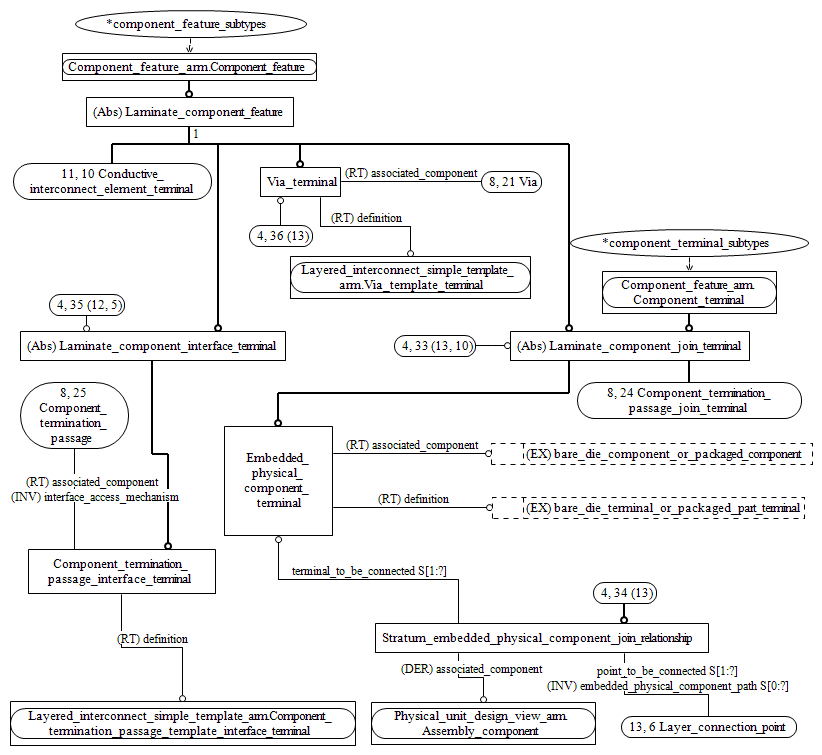 *component_feature_subtypes
Component_feature_arm.Component_feature
(Abs) Laminate_component_feature
1
11, 10 Conductive_
interconnect_element_terminal
Via_terminal
(RT) associated_component
8, 21 Via
4, 36 (13)
(RT) definition
Layered_interconnect_simple_template_
arm.Via_template_terminal
*component_terminal_subtypes
Component_feature_arm.
Component_terminal
4, 35 (12, 5)
(Abs) Laminate_component_interface_terminal
4, 33 (13, 10)
(Abs) Laminate_component_join_terminal
8, 24 Component_termination_
passage_join_terminal
8, 25
Component_
termination_
passage
(RT) associated_component
(INV) interface_access_mechanism
Embedded_
physical_
component_
terminal
(RT) associated_component
(EX) bare_die_component_or_packaged_component
(RT) definition
(EX) bare_die_terminal_or_packaged_part_terminal
Component_termination_
passage_interface_terminal
terminal_to_be_connected S[1:?]
4, 34 (13)
Stratum_embedded_physical_component_join_relationship
(RT) definition
(DER) associated_component
point_to_be_connected S[1:?]
(INV) embedded_physical_component_path S[0:?]
Layered_interconnect_simple_template_arm.Component_
termination_passage_template_interface_terminal
Physical_unit_design_view_arm.
Assembly_component
13, 6 Layer_connection_point